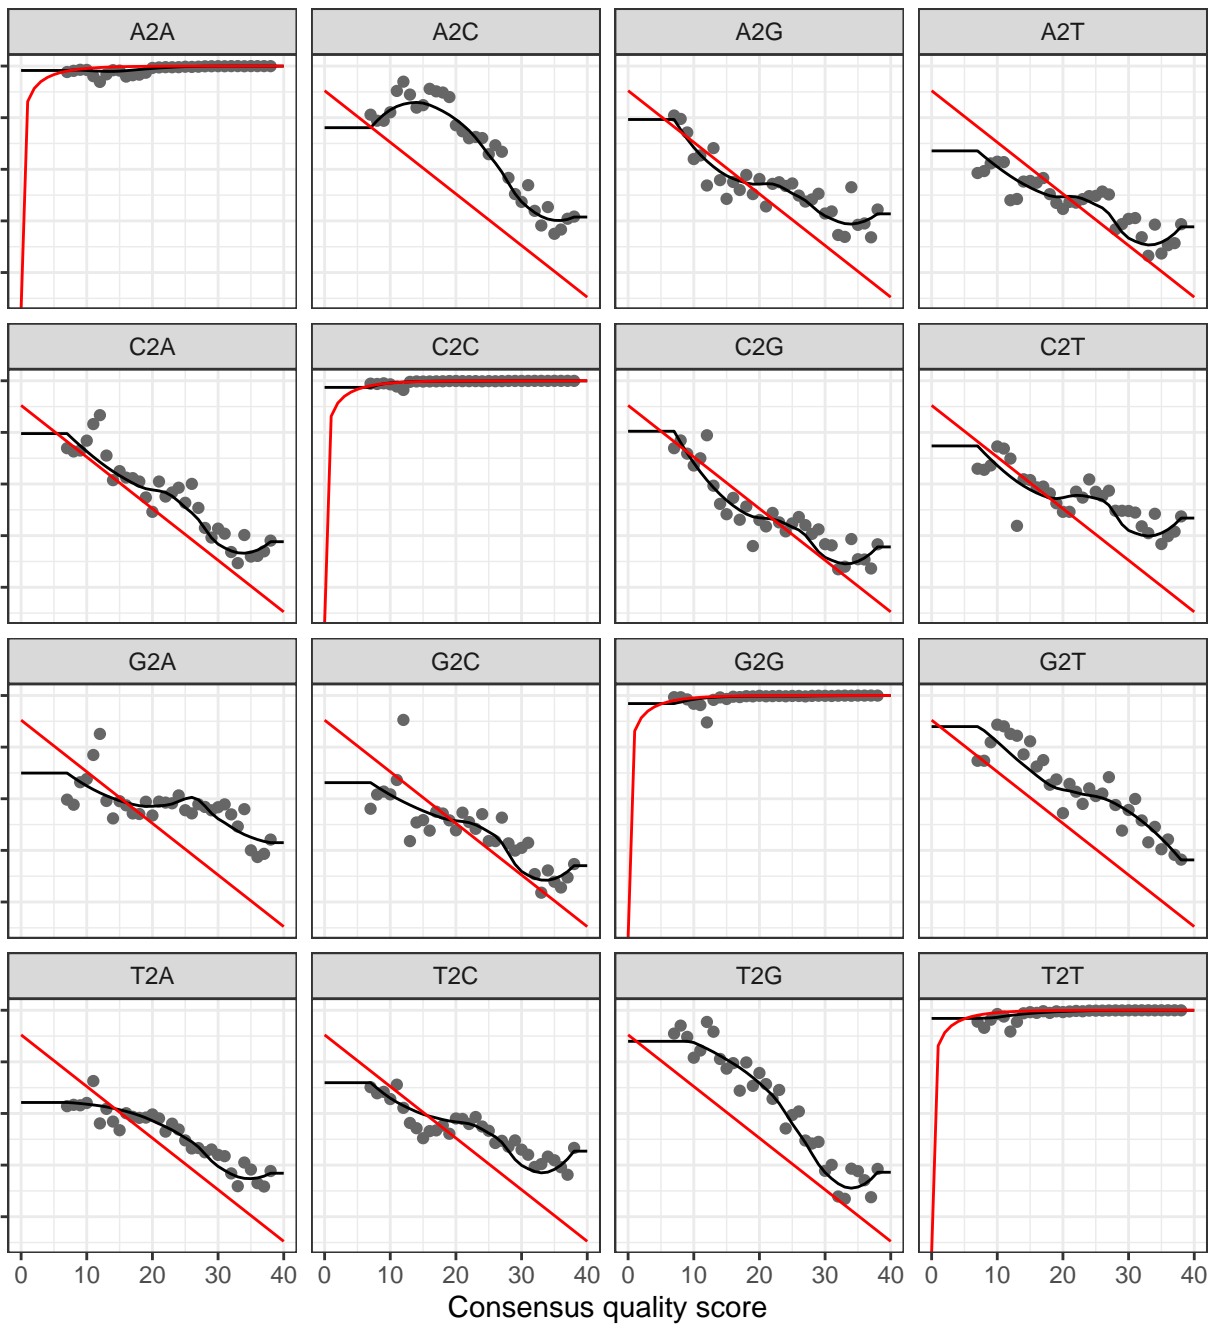 A2A A2C A2G A2T
C2A C2C C2G C2T
G2A G2C G2G G2T
T2A T2C T2G T2T
0 10 20 30 40 0 10 20 30 40 0 10 20 30 40 0 10 20 30 40
Consensus quality score